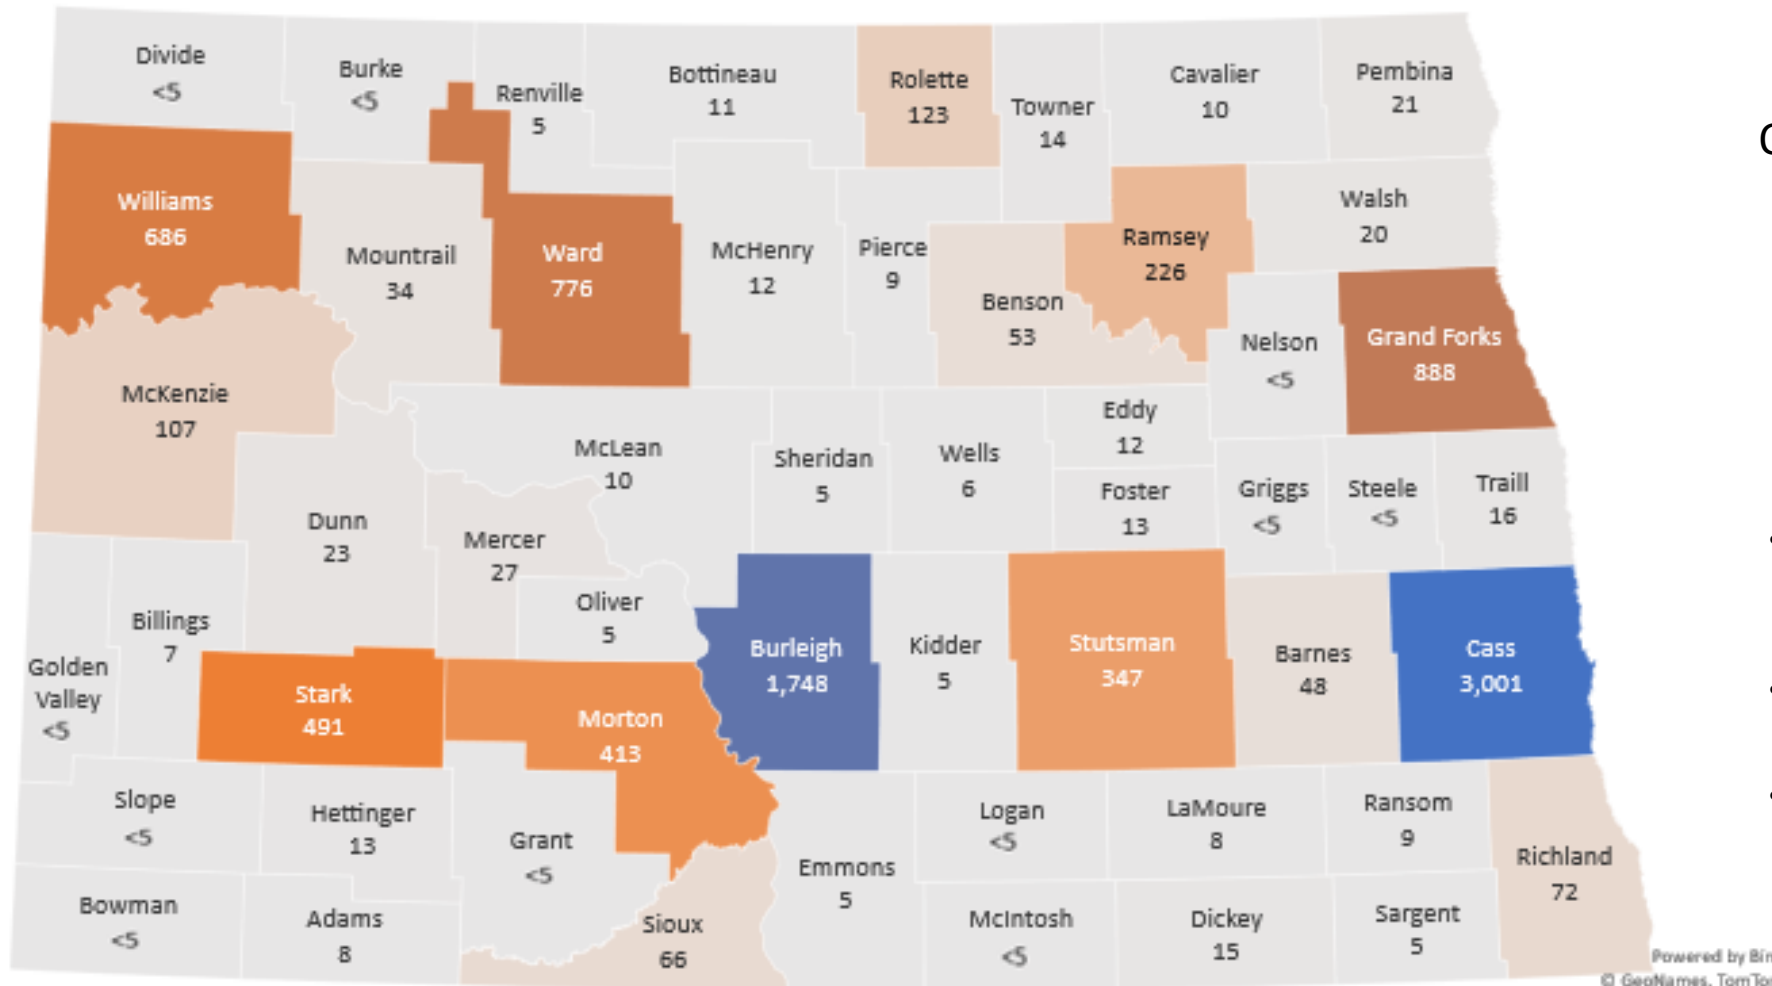 Divide
<5
Burke
<5
Renville
5
Bottineau
11
Rolette
123
Towner
14
Cavalier
10
Pembina
21
Williams
686
Mountrail
34
Ward
776
McHenry
12
Pierce
9
Benson
53
Ramsey
226
Walsh
20
Nelson
<5
Grand Forks
888
McKenzie
107
Dunn
23
McLean
10
Mercer
27
Sheridan
5
Wells
6
Eddy
12
Foster
13
Griggs
<5
Steele
<5
Traill
16
Golden
Valley
<5
Billings
7
Stark
491
Oliver
5
Morton
413
Burleigh
1,748
Kidder
5
Stutsman
347
Barnes
48
Cass
3,001
Slope
<5
Hettinger
13
Grant
<5
Bowman
<5
Adams
8
Sioux
66
Emmons
5
Logan
<5
LaMoure
8
Ransom
9
McIntosh
<5
Dickey
15
Sargent
5
Richland
72
Powered by Bin
© GeoNames, TomTo